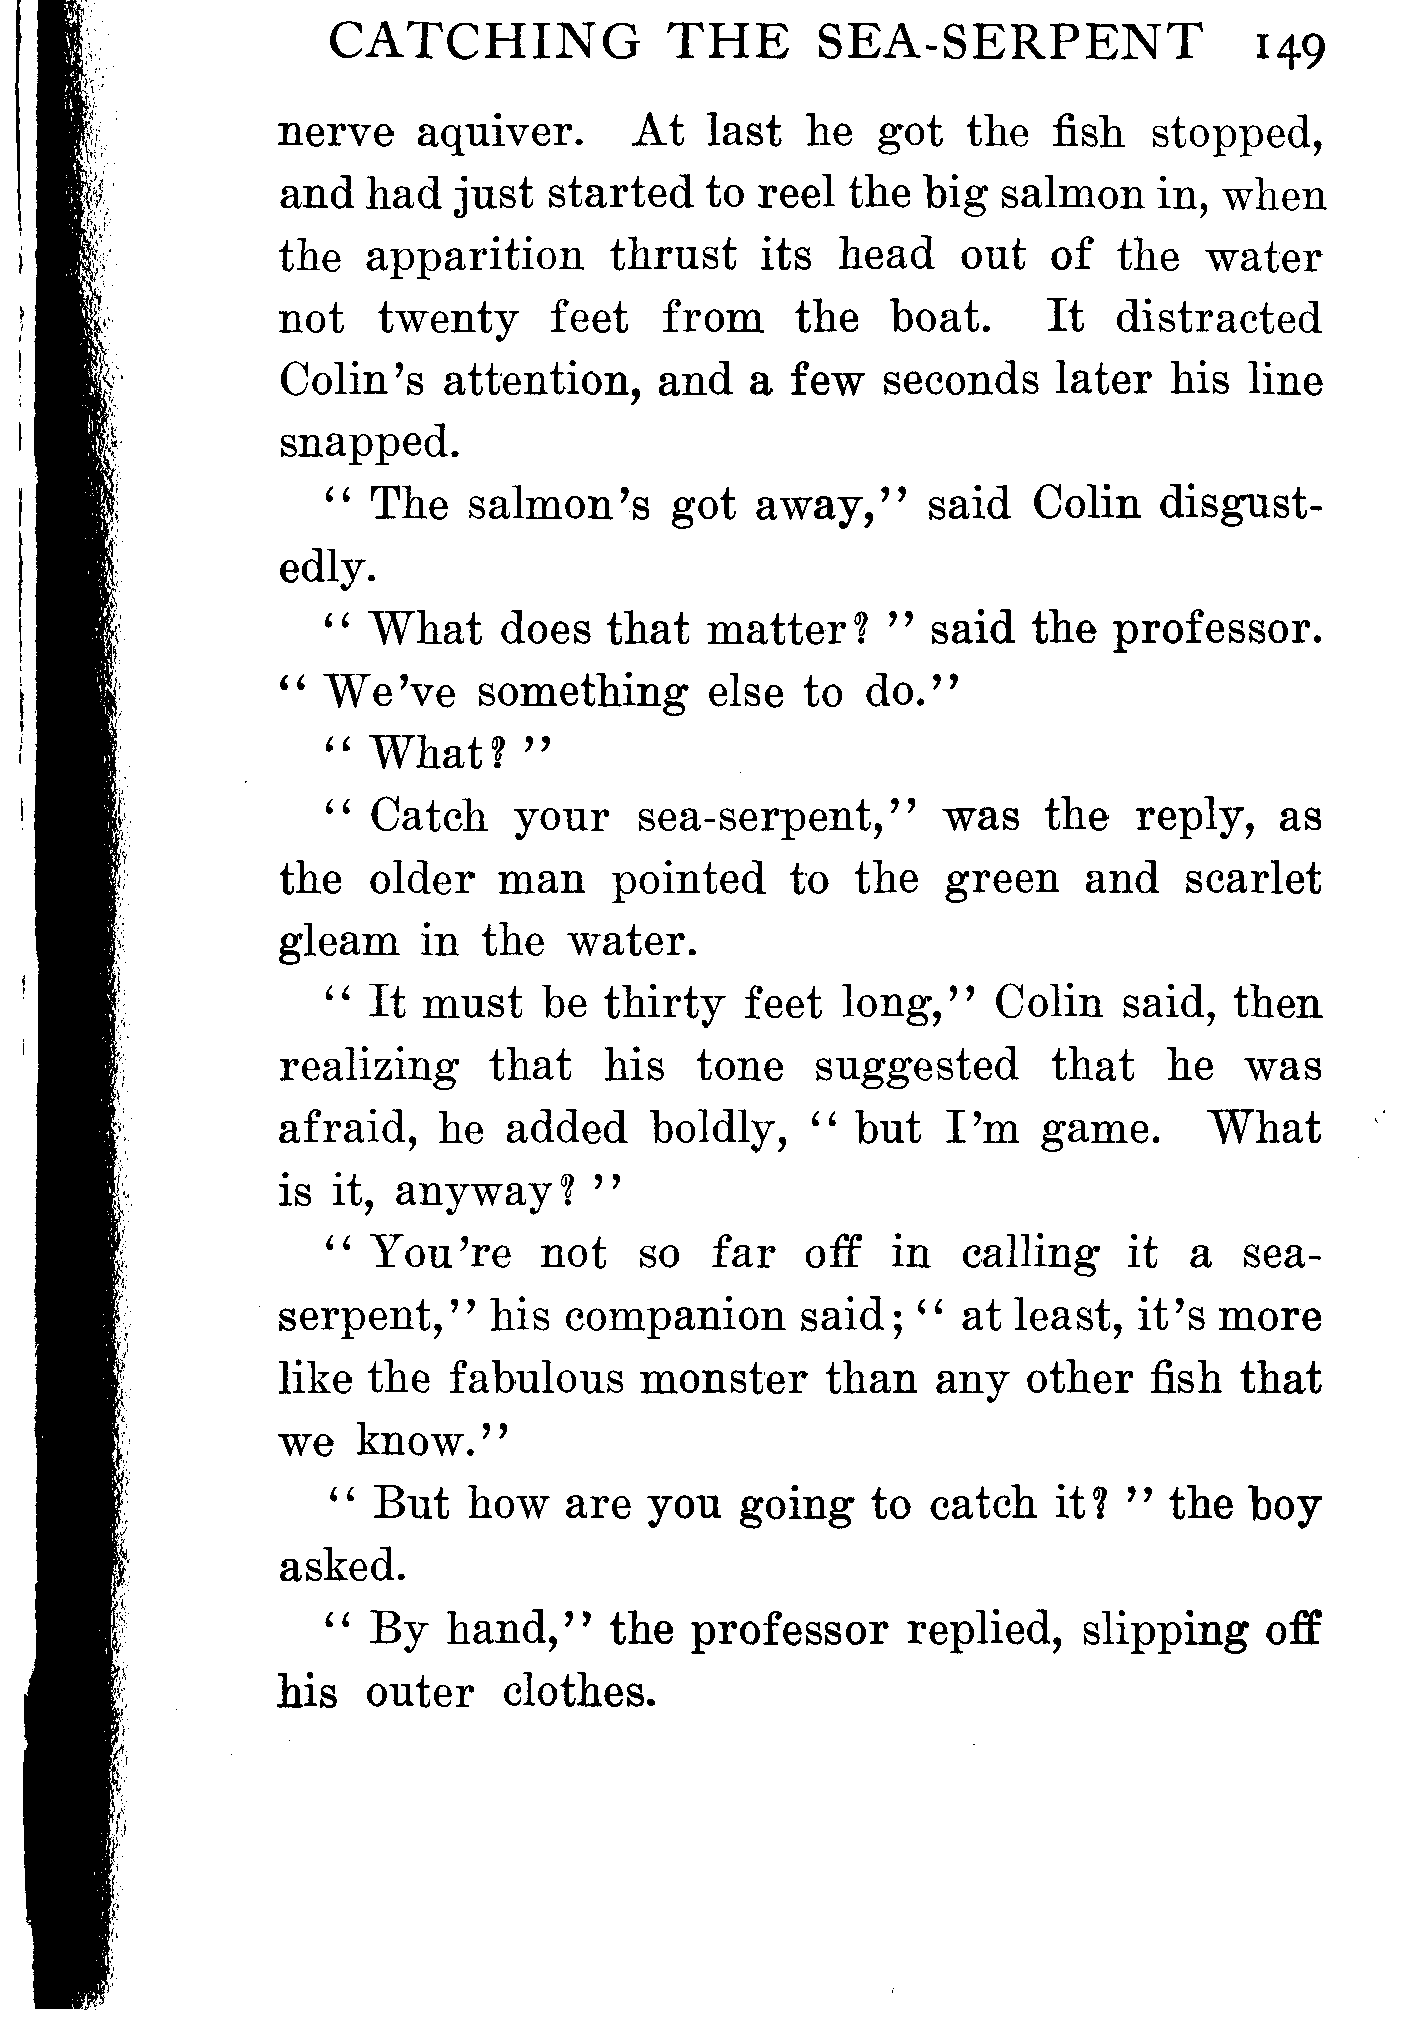 CATCHING THE SEA-SERPENT 149
nerve aquiver. At last he got the fish stopped,
and had just started to reel the big salmon in, when
the apparition thrust its head out of the water
not twenty feet from the boat. It distracted
Colin's attention, and a few seconds later his line
snapped.
“ The salmon's got away,” said Colin disgust-
edly.
“ What does that matter? ” said the professor.
“ We've something else to do.”
“ What? ”
“ Catch your sea-serpent,” was the reply, as
the older man pointed to the green and scarlet
gleam in the water.
“ It must be thirty feet long,” Colin said, then
realizing that his tone suggested that he was
afraid, he added boldly, “ but I'm game. What
is it, anyway? ”
“ You're not so far off in calling it a sea-
serpent,” his companion said; “ at least, it's more
like the fabulous monster than any other fish that
we know.”
“ But how are you going to catch it? ” the boy
asked.
“ By hand,” the professor replied, slipping off
his outer clothes.